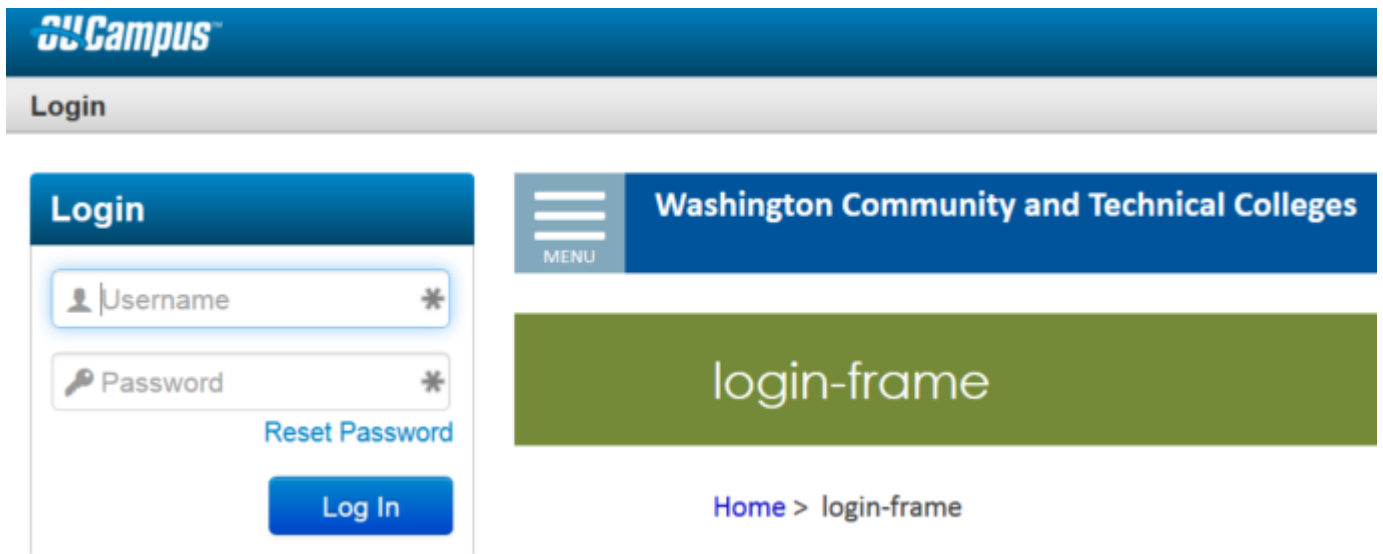 OUCampus™
Login
Login
Username
Password
Reset Password
Log In
Washington Community and Technical Colleges
MENU
login-frame
Home > login-frame